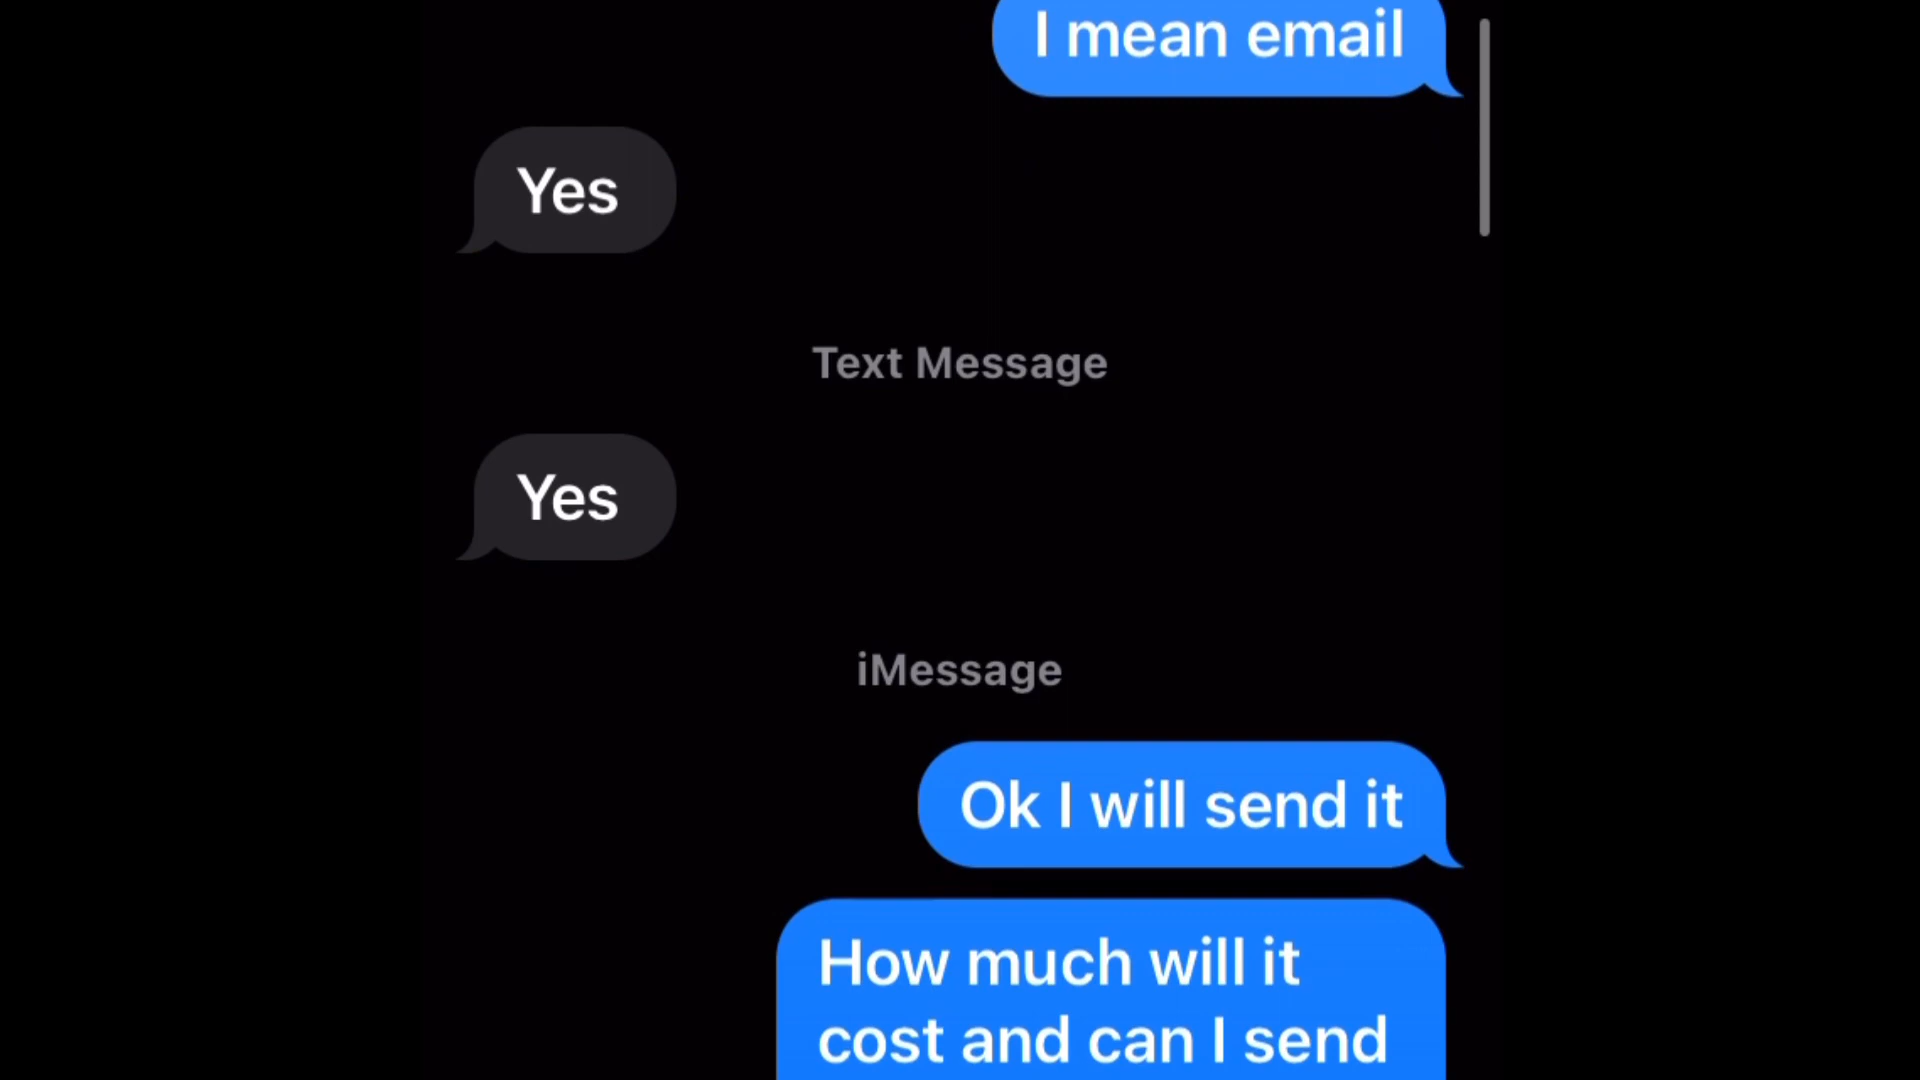 I mean email
Yes
Text Message
Yes
iMessage
Ok I will send it
How much will it
cost and can I send